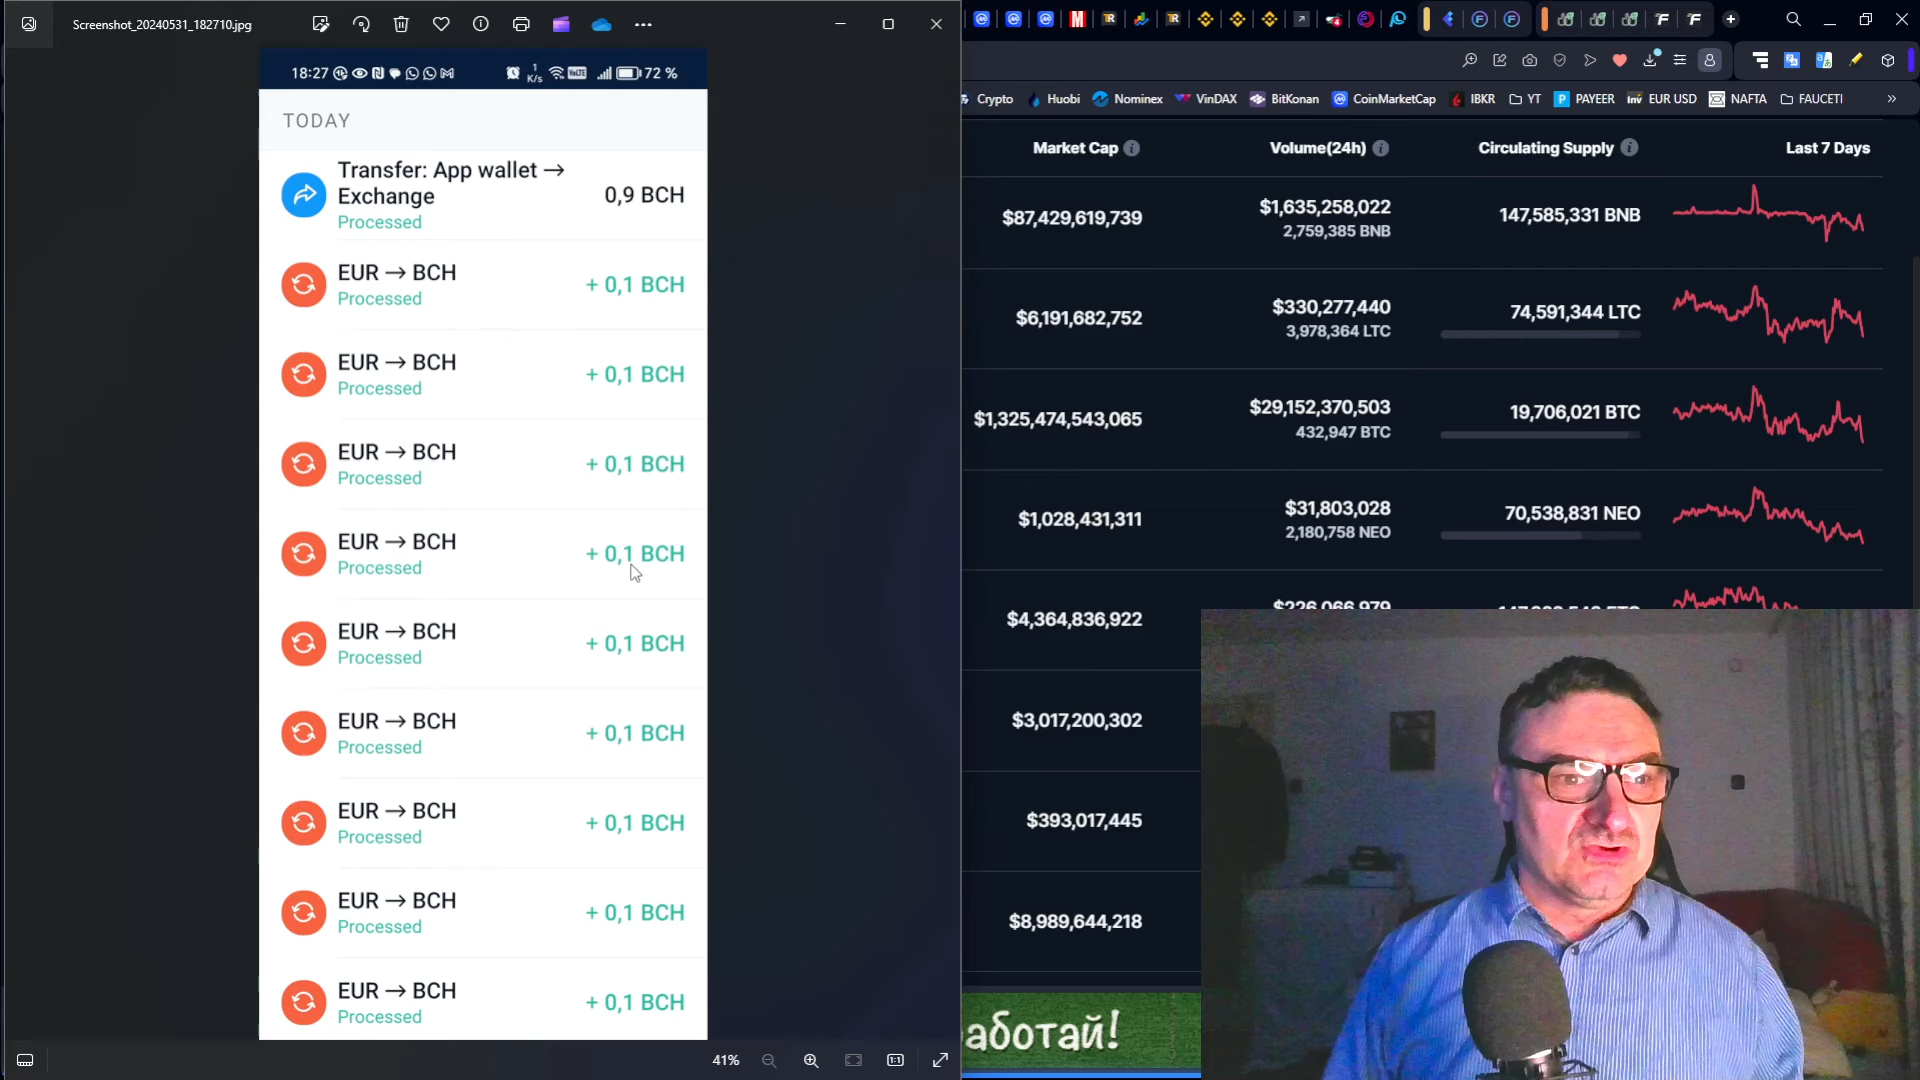 Screenshot_20240531_182710.jpg
18:27
1 K/s
VoLTE
72 %
TODAY
Transfer: App wallet → Exchange
0,9 BCH
Processed
EUR → BCH
+ 0,1 BCH
Processed
EUR → BCH
+ 0,1 BCH
Processed
EUR → BCH
+ 0,1 BCH
Processed
EUR → BCH
+ 0,1 BCH
Processed
EUR → BCH
+ 0,1 BCH
Processed
EUR → BCH
+ 0,1 BCH
Processed
EUR → BCH
+ 0,1 BCH
Processed
EUR → BCH
+ 0,1 BCH
Processed
EUR → BCH
+ 0,1 BCH
Processed
41%
Crypto Huobi Nominex VinDAX BitKonan CoinMarketCap IBKR YT PAYEER EUR USD NAFTA FAUCETI
Market Cap Volume(24h) Circulating Supply Last 7 Days
$87,429,619,739 $1,635,258,022 147,585,331 BNB
2,759,385 BNB
$6,191,682,752 $330,277,440 74,591,344 LTC
3,978,364 LTC
$1,325,474,543,065 $29,152,370,503 19,706,021 BTC
432,947 BTC
$1,028,431,311 $31,803,028 70,538,831 NEO
2,180,758 NEO
$4,364,836,922 $226,066,979
$3,017,200,302
$393,017,445
$8,989,644,218
работай!